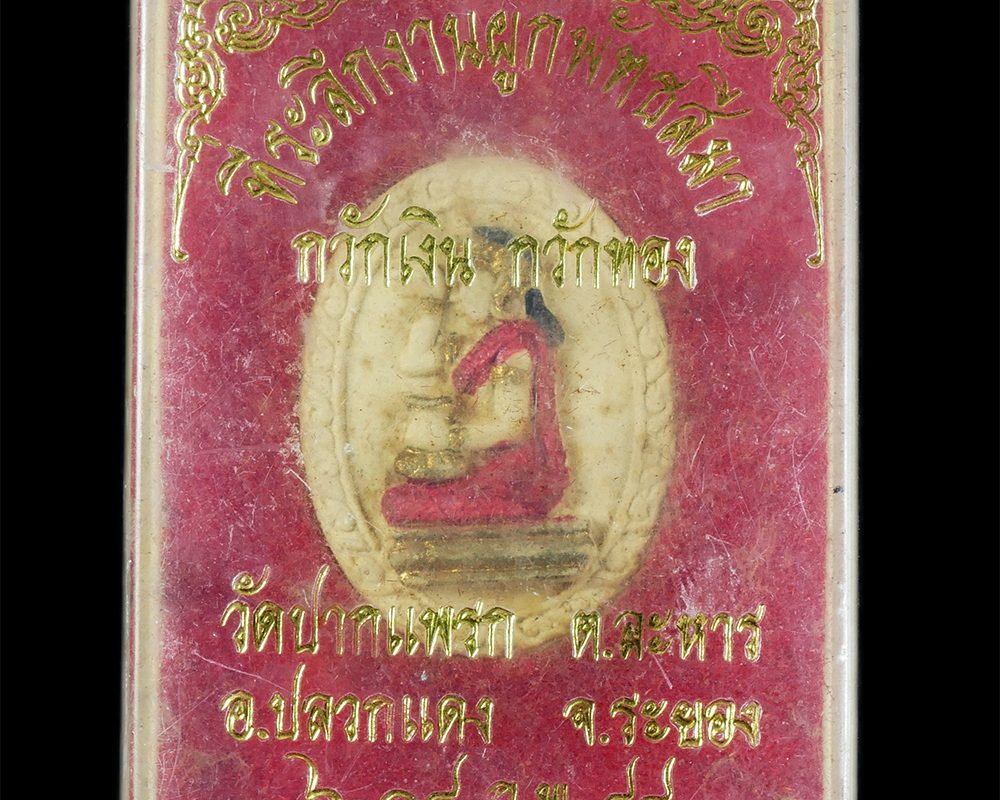 ที่ระลึกงานผูกพัทธสีมา
กวักเงิน กวักทอง
วัดปากแพรก ต.ละหาร
อ.ปลวกแดง จ.ระยอง